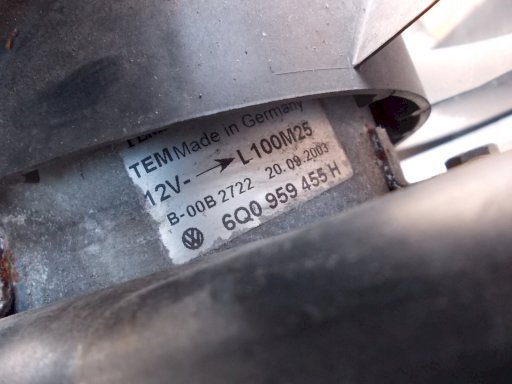 TEM Made in Germany
12V- → L100M25
B-00B 2722 20.09.2003
6Q0 959 455 H